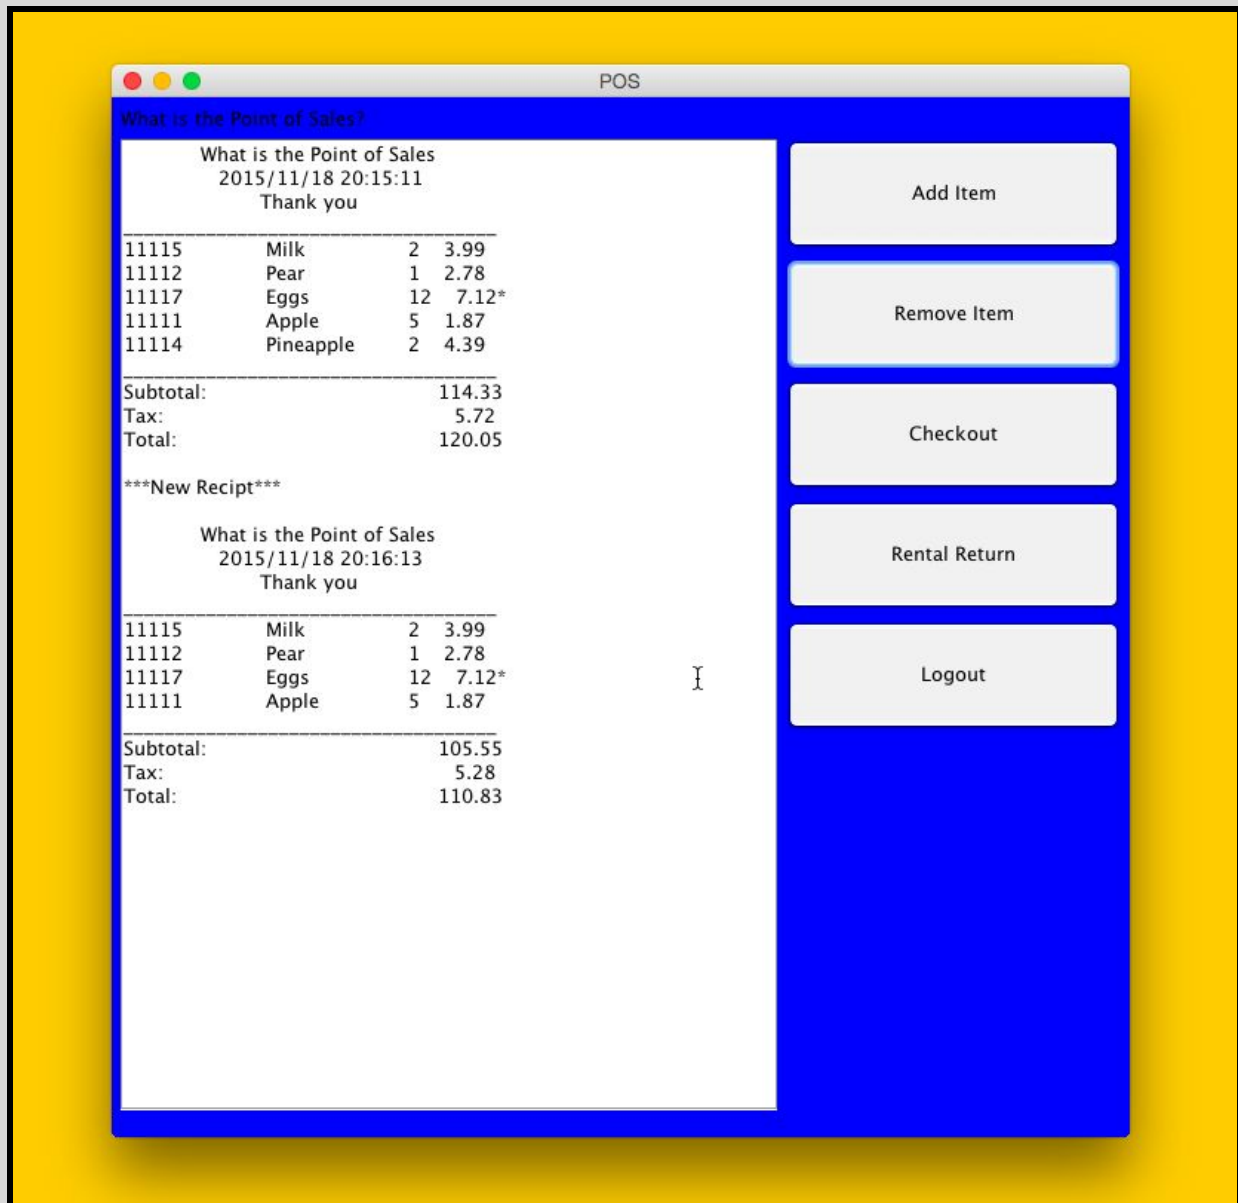 POS
What is the Point of Sales?
What is the Point of Sales
2015/11/18 20:15:11
Thank you
11115 Milk 2 3.99
11112 Pear 1 2.78
11117 Eggs 12 7.12*
11111 Apple 5 1.87
11114 Pineapple 2 4.39
Subtotal: 114.33
Tax: 5.72
Total: 120.05
***New Recipt***
What is the Point of Sales
2015/11/18 20:16:13
Thank you
11115 Milk 2 3.99
11112 Pear 1 2.78
11117 Eggs 12 7.12*
11111 Apple 5 1.87
Subtotal: 105.55
Tax: 5.28
Total: 110.83
Add Item
Remove Item
Checkout
Rental Return
Logout